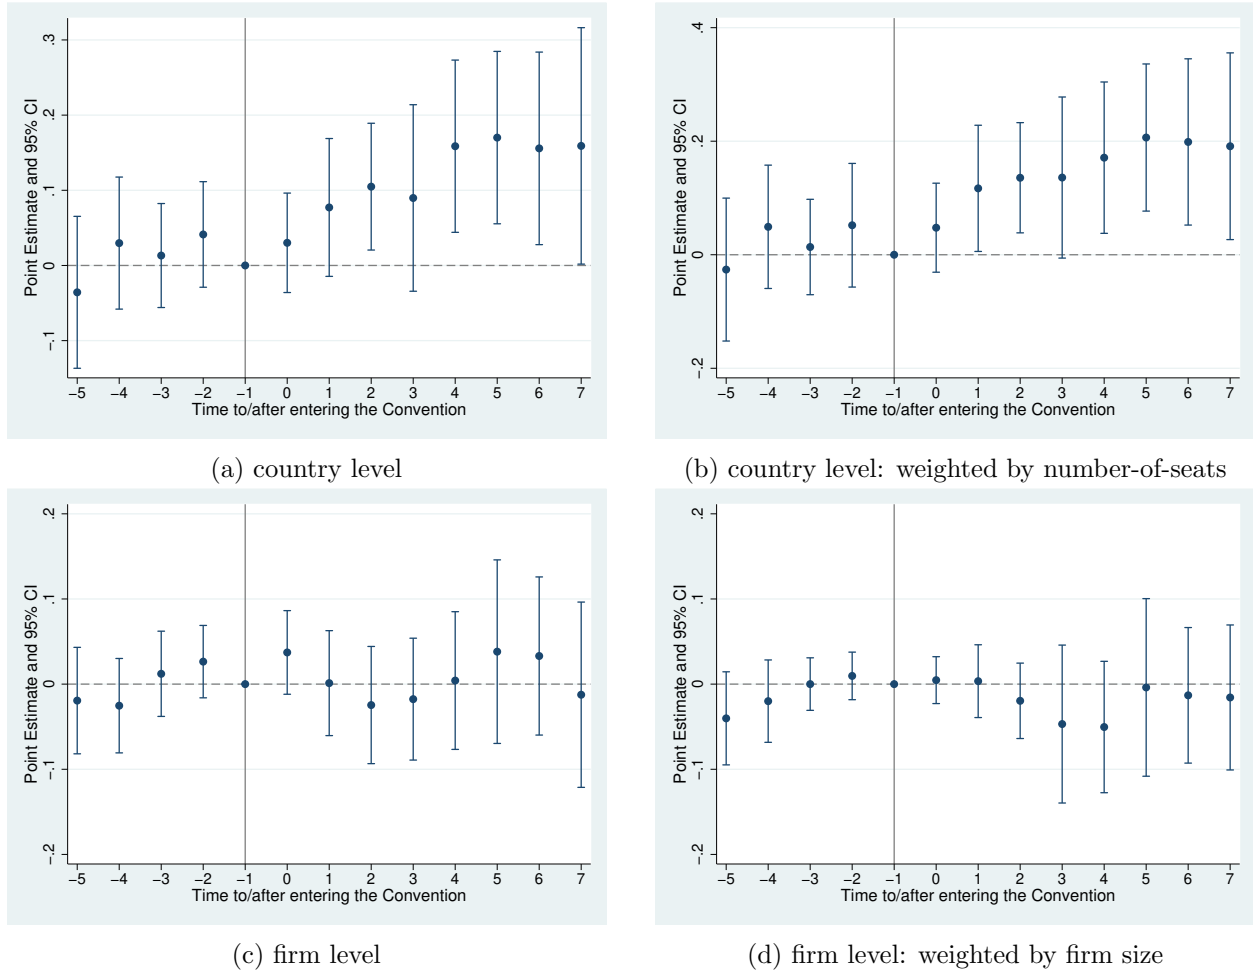 Point Estimate and 95% CI
.3
.2
.1
0
−.1
−5 −4 −3 −2 −1 0 1 2 3 4 5 6 7
Time to/after entering the Convention
(a) country level
Point Estimate and 95% CI
.4
.2
0
−.2
−5 −4 −3 −2 −1 0 1 2 3 4 5 6 7
Time to/after entering the Convention
(b) country level: weighted by number-of-seats
Point Estimate and 95% CI
.2
.1
0
−.1
−.2
−5 −4 −3 −2 −1 0 1 2 3 4 5 6 7
Time to/after entering the Convention
(c) firm level
Point Estimate and 95% CI
.2
.1
0
−.1
−.2
−5 −4 −3 −2 −1 0 1 2 3 4 5 6 7
Time to/after entering the Convention
(d) firm level: weighted by firm size